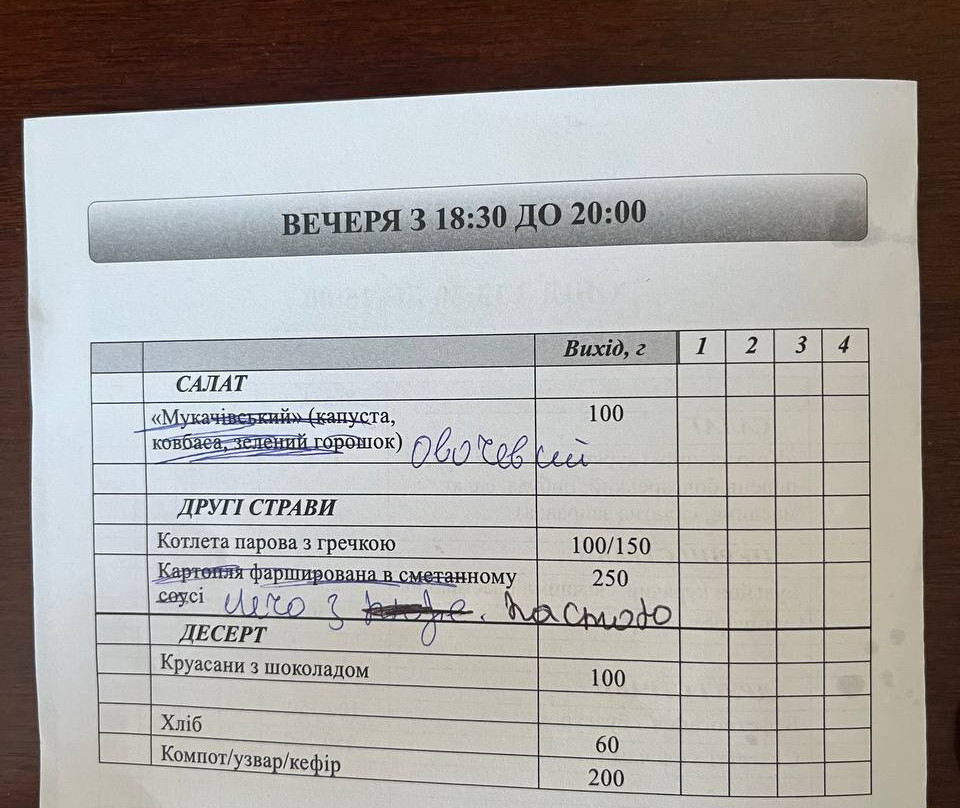 ВЕЧЕРЯ З 18:30 ДО 20:00
Вихід, г 1 2 3 4
САЛАТ
«Мукачівський» (капуста, 100
ковбаса, зелений горошок) овочевий
ДРУГІ СТРАВИ
Котлета парова з гречкою 100/150
Картопля фарширована в сметанному 250
соусі Лечо з пастою
ДЕСЕРТ
Круасани з шоколадом 100
Хліб 60
Компот/узвар/кефір 200